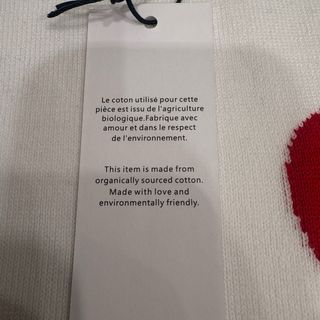 Le coton utilisé pour cette
pièce est issu de l'agriculture
biologique.Fabrique avec
amour et dans le respect
de l'environnement.
This item is made from
organically sourced cotton.
Made with love and
environmentally friendly.